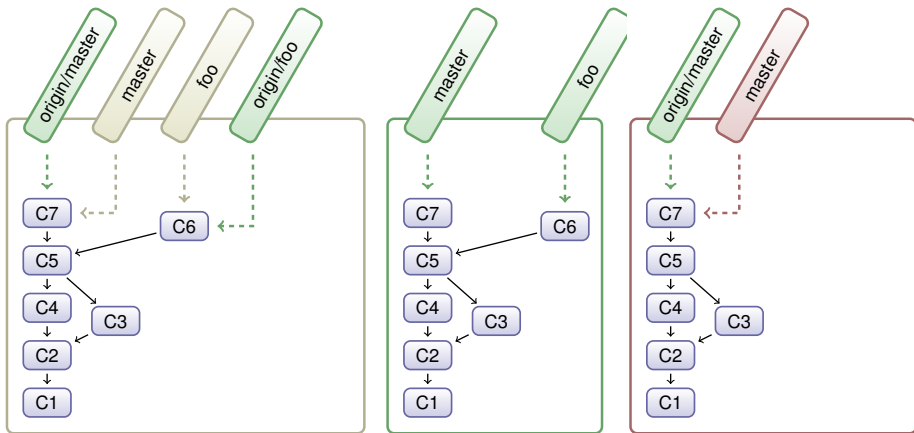 origin/master
master
foo
origin/foo
C7
C6
C5
C4
C3
C2
C1
master
foo
C7
C6
C5
C4
C3
C2
C1
origin/master
master
C7
C5
C4
C3
C2
C1